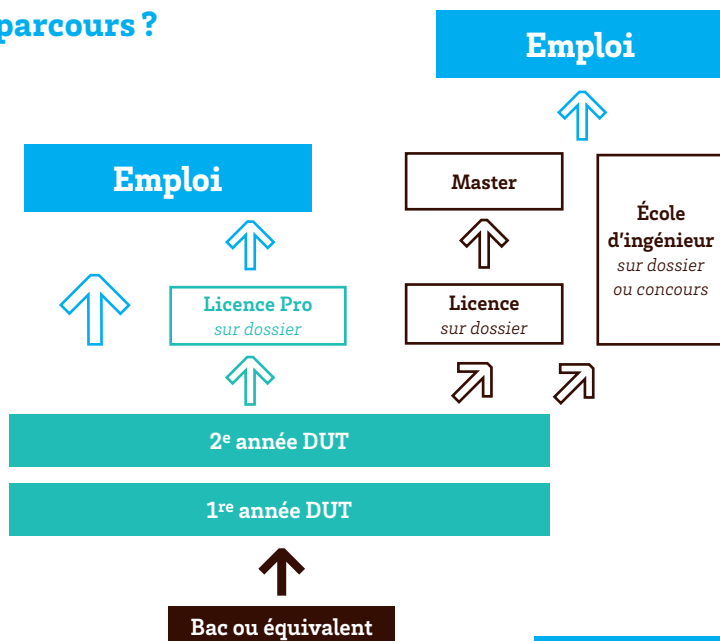 parcours ?
Emploi
Emploi
Master
École
d'ingénieur
sur dossier
ou concours
Licence Pro
sur dossier
Licence
sur dossier
2e année DUT
1re année DUT
Bac ou équivalent